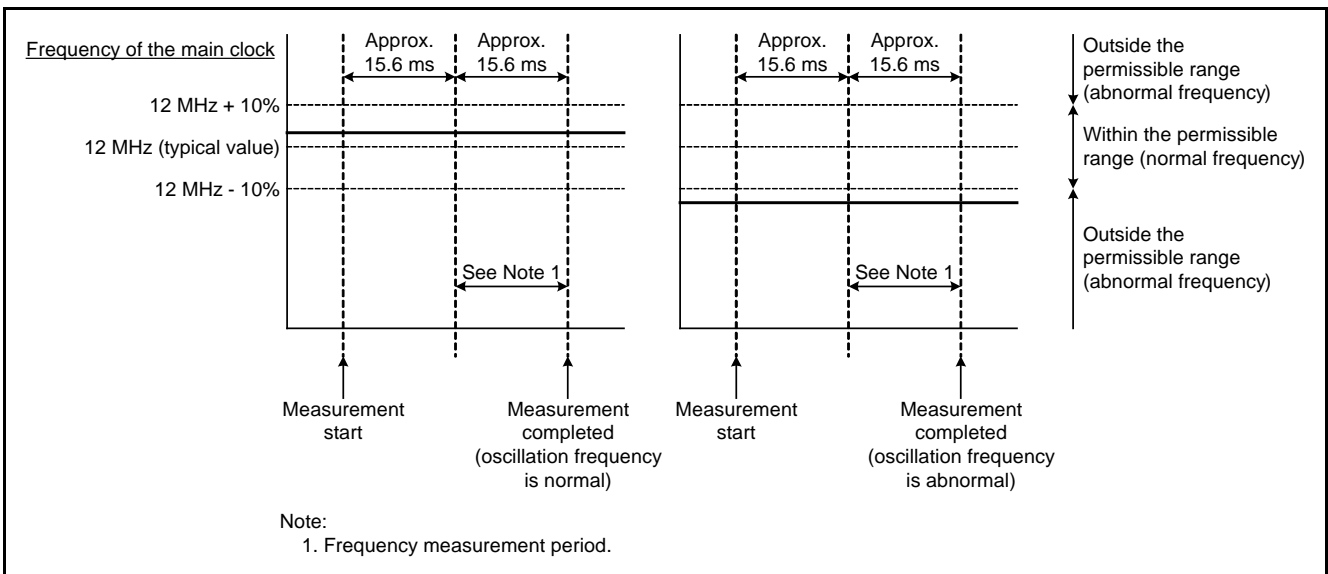 Frequency of the main clock
12 MHz + 10%
12 MHz (typical value)
12 MHz - 10%
Approx.
15.6 ms
Approx.
15.6 ms
See Note 1
Measurement
start
Measurement
completed
(oscillation frequency
is normal)
Approx.
15.6 ms
Approx.
15.6 ms
See Note 1
Measurement
start
Measurement
completed
(oscillation frequency
is abnormal)
Outside the
permissible range
(abnormal frequency)
Within the permissible
range (normal frequency)
Outside the
permissible range
(abnormal frequency)
Note:
1. Frequency measurement period.